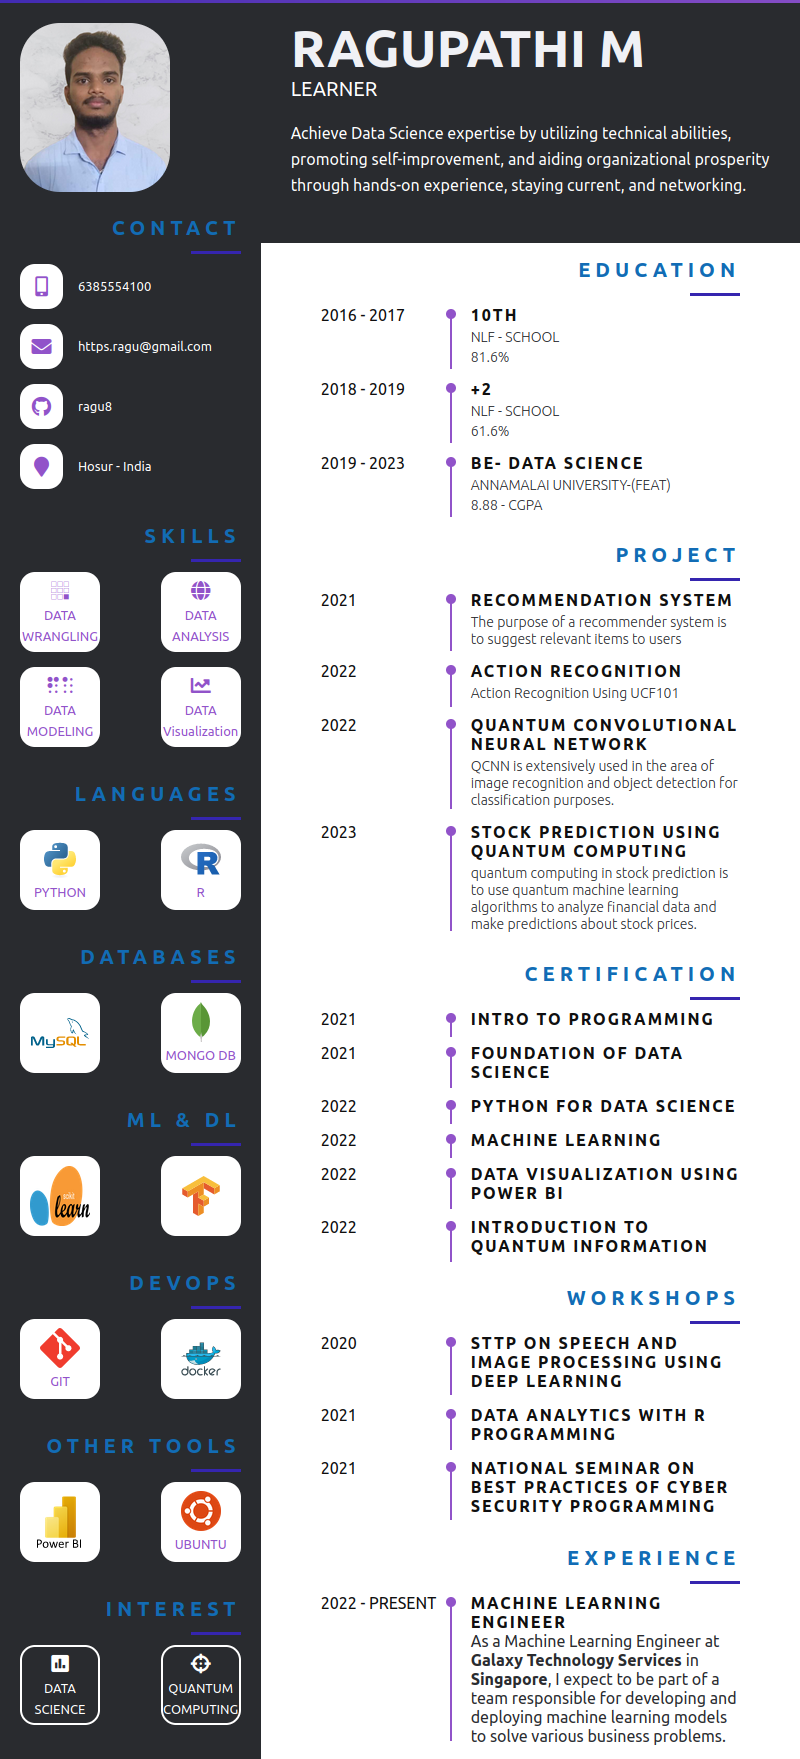 RAGUPATHI M
LEARNER
Achieve Data Science expertise by utilizing technical abilities,
promoting self-improvement, and aiding organizational prosperity
through hands-on experience, staying current, and networking.
CONTACT
6385554100
https.ragu@gmail.com
ragu8
Hosur - India
SKILLS
DATA
WRANGLING
DATA
ANALYSIS
DATA
MODELING
DATA
Visualization
LANGUAGES
PYTHON
R
R
DATABASES
MySQL
MONGO DB
ML & DL
scikit
learn
DEVOPS
GIT
docker
OTHER TOOLS
Power BI
UBUNTU
INTEREST
DATA
SCIENCE
QUANTUM
COMPUTING
EDUCATION
2016 - 2017
10TH
NLF - SCHOOL
81.6%
2018 - 2019
+2
NLF - SCHOOL
61.6%
2019 - 2023
BE- DATA SCIENCE
ANNAMALAI UNIVERSITY-(FEAT)
8.88 - CGPA
PROJECT
2021
RECOMMENDATION SYSTEM
The purpose of a recommender system is
to suggest relevant items to users
2022
ACTION RECOGNITION
Action Recognition Using UCF101
2022
QUANTUM CONVOLUTIONAL
NEURAL NETWORK
QCNN is extensively used in the area of
image recognition and object detection for
classification purposes.
2023
STOCK PREDICTION USING
QUANTUM COMPUTING
quantum computing in stock prediction is
to use quantum machine learning
algorithms to analyze financial data and
make predictions about stock prices.
CERTIFICATION
2021
INTRO TO PROGRAMMING
2021
FOUNDATION OF DATA
SCIENCE
2022
PYTHON FOR DATA SCIENCE
2022
MACHINE LEARNING
2022
DATA VISUALIZATION USING
POWER BI
2022
INTRODUCTION TO
QUANTUM INFORMATION
WORKSHOPS
2020
STTP ON SPEECH AND
IMAGE PROCESSING USING
DEEP LEARNING
2021
DATA ANALYTICS WITH R
PROGRAMMING
2021
NATIONAL SEMINAR ON
BEST PRACTICES OF CYBER
SECURITY PROGRAMMING
EXPERIENCE
2022 - PRESENT
MACHINE LEARNING
ENGINEER
As a Machine Learning Engineer at
Galaxy Technology Services in
Singapore, I expect to be part of a
team responsible for developing and
deploying machine learning models
to solve various business problems.